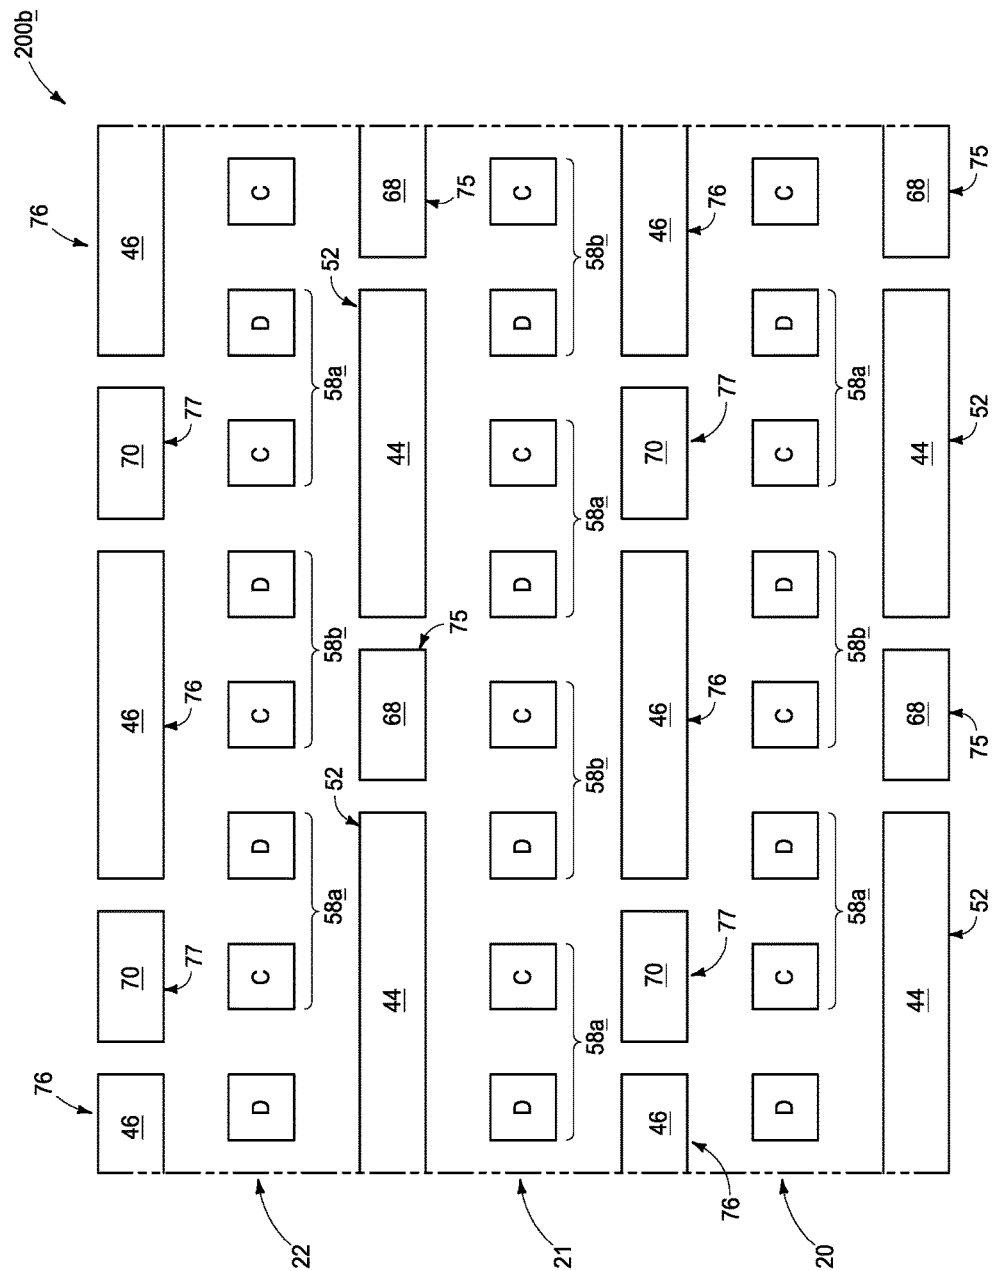 200b
76 76
46 70 46 70 46
77 76 77
D C D C D C D C
22
58a 52 58b 58a 52
44 68 44 68
75 75
D C D C D C D C
21
58a 58b 58a 58b
46 70 46 70 46
76 77 76 77 76
D C D C D C D C
20
58a 58b 58a
44 68 44 68
52 75 52 75